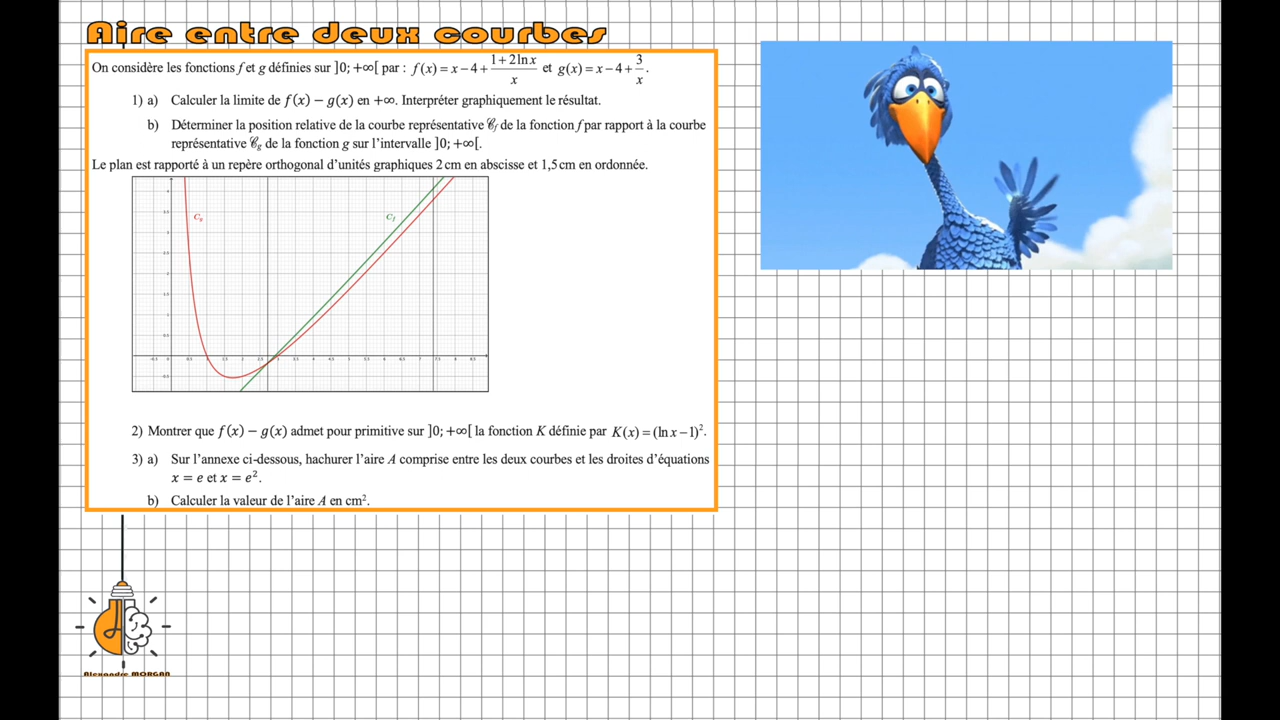 Aire entre deux courbes
On considère les fonctions f et g définies sur ]0; +∞[ par : f(x) = x − 4 + (1 + 2 ln x)/x et g(x) = x − 4 + 3/x.
1) a) Calculer la limite de f(x) − g(x) en +∞. Interpréter graphiquement le résultat.
b) Déterminer la position relative de la courbe représentative 𝒞f de la fonction f par rapport à la courbe
représentative 𝒞g de la fonction g sur l'intervalle ]0; +∞[.
Le plan est rapporté à un repère orthogonal d'unités graphiques 2 cm en abscisse et 1,5 cm en ordonnée.
Cg Cf
2) Montrer que f(x) − g(x) admet pour primitive sur ]0; +∞[ la fonction K définie par K(x) = (ln x − 1)².
3) a) Sur l'annexe ci-dessous, hachurer l'aire A comprise entre les deux courbes et les droites d'équations
x = e et x = e².
b) Calculer la valeur de l'aire A en cm².
Alexandre MORGAN